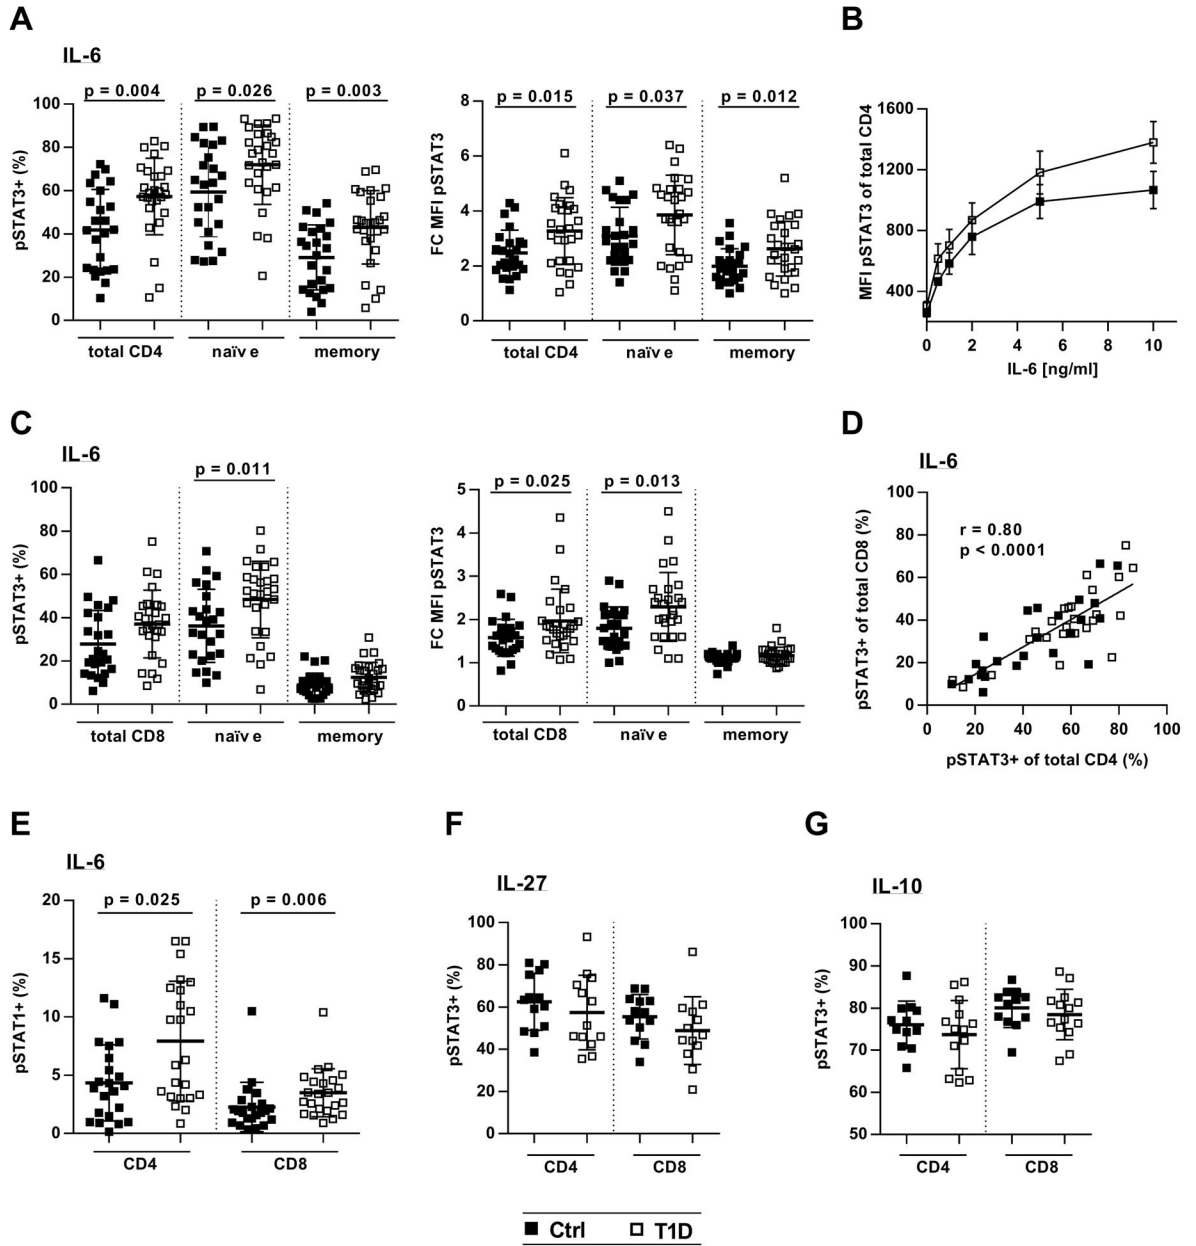 A
IL-6
p = 0.004
p = 0.026
p = 0.003
pSTAT3+ (%)
100
80
60
40
20
0
total CD4
naïv e
memory
p = 0.015
p = 0.037
p = 0.012
FC MFI pSTAT3
8
6
4
2
0
total CD4
naïv e
memory
B
MFI pSTAT3 of total CD4
1600
1200
800
400
0 2 4 6 8 10
IL-6 [ng/ml]
C
IL-6
p = 0.011
pSTAT3+ (%)
100
80
60
40
20
0
total CD8
naïv e
memory
p = 0.025
p = 0.013
FC MFI pSTAT3
5
4
3
2
1
0
total CD8
naïv e
memory
D
IL-6
r = 0.80
p < 0.0001
pSTAT3+ of total CD8 (%)
100
80
60
40
20
0
0 20 40 60 80 100
pSTAT3+ of total CD4 (%)
E
IL-6
p = 0.025
p = 0.006
pSTAT1+ (%)
20
15
10
5
0
CD4
CD8
F
IL-27
pSTAT3+ (%)
100
80
60
40
20
0
CD4
CD8
G
IL-10
pSTAT3+ (%)
100
90
80
70
60
50
CD4
CD8
Ctrl
T1D